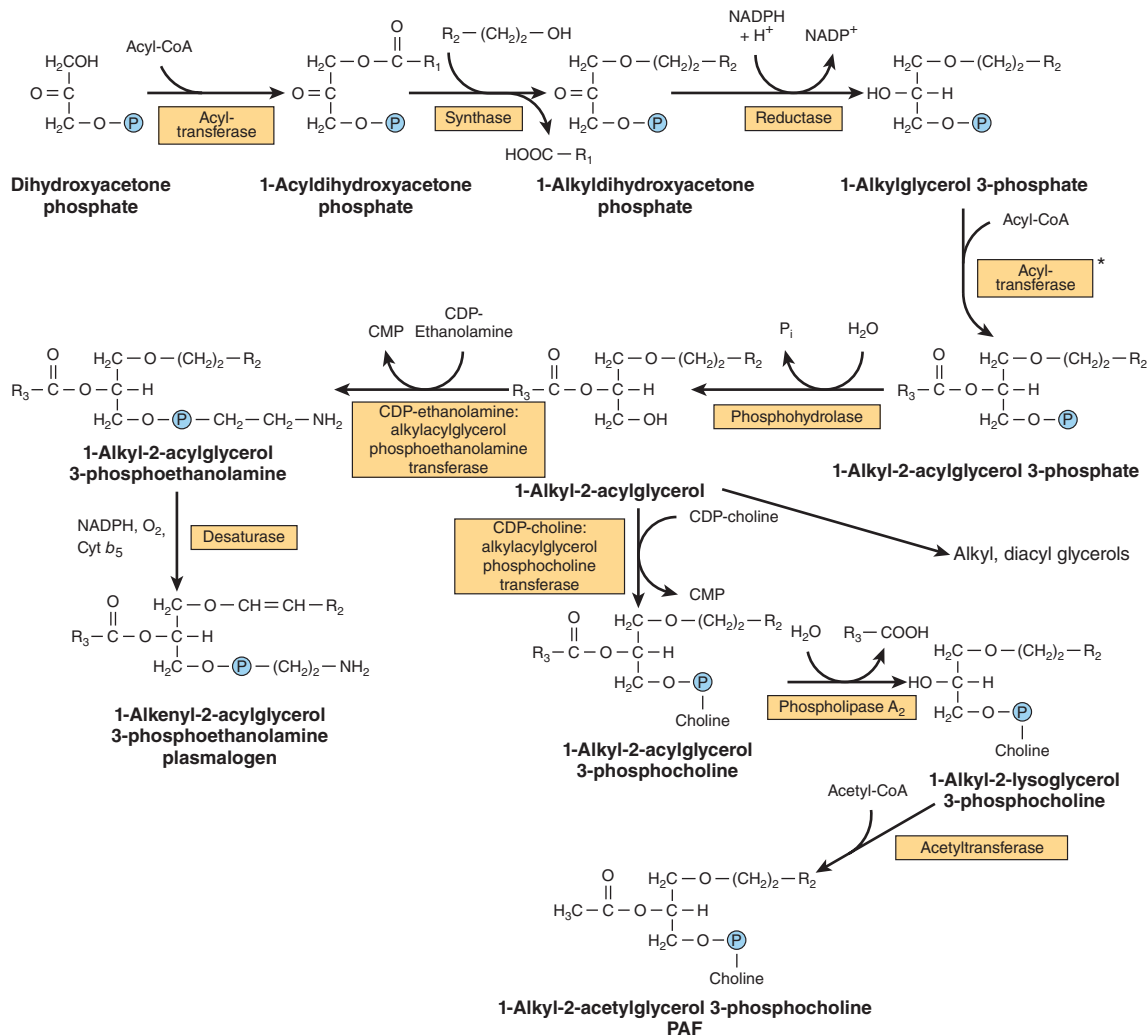 Acyl-CoA
H2COH
O=C
H2C—O—P
Acyl-
transferase
Dihydroxyacetone
phosphate
O
H2C—O—C—R1
O=C
H2C—O—P
1-Acyldihydroxyacetone
phosphate
R2—(CH2)2—OH
Synthase
HOOC—R1
H2C—O—(CH2)2—R2
O=C
H2C—O—P
1-Alkyldihydroxyacetone
phosphate
NADPH
+ H+
NADP+
Reductase
H2C—O—(CH2)2—R2
HO—C—H
H2C—O—P
1-Alkylglycerol 3-phosphate
Acyl-CoA
Acyl-
transferase
*
O
H2C—O—(CH2)2—R2
R3—C—O—C—H
H2C—O—P
1-Alkyl-2-acylglycerol 3-phosphate
Pi
H2O
Phosphohydrolase
O
H2C—O—(CH2)2—R2
R3—C—O—C—H
H2C—OH
1-Alkyl-2-acylglycerol
CMP
CDP-
Ethanolamine
CDP-ethanolamine:
alkylacylglycerol
phosphoethanolamine
transferase
O
H2C—O—(CH2)2—R2
R3—C—O—C—H
H2C—O—P—C—C—NH2
1-Alkyl-2-acylglycerol
3-phosphoethanolamine
NADPH, O2,
Cyt b5
Desaturase
O
H2C—O—CH=CH—R2
R3—C—O—C—H
H2C—O—P—(CH2)2—NH2
1-Alkenyl-2-acylglycerol
3-phosphoethanolamine
plasmalogen
CDP-choline:
alkylacylglycerol
phosphocholine
transferase
CDP-choline
CMP
Alkyl, diacyl glycerols
O
H2C—O—(CH2)2—R2
R3—C—O—C—H
H2C—O—P
Choline
1-Alkyl-2-acylglycerol
3-phosphocholine
H2O
R3—COOH
Phospholipase A2
H2C—O—(CH2)2—R2
HO—C—H
H2C—O—P
Choline
1-Alkyl-2-lysoglycerol
3-phosphocholine
Acetyl-CoA
Acetyltransferase
O
H2C—O—(CH2)2—R2
H3C—C—O—C—H
H2C—O—P
Choline
1-Alkyl-2-acetylglycerol 3-phosphocholine
PAF